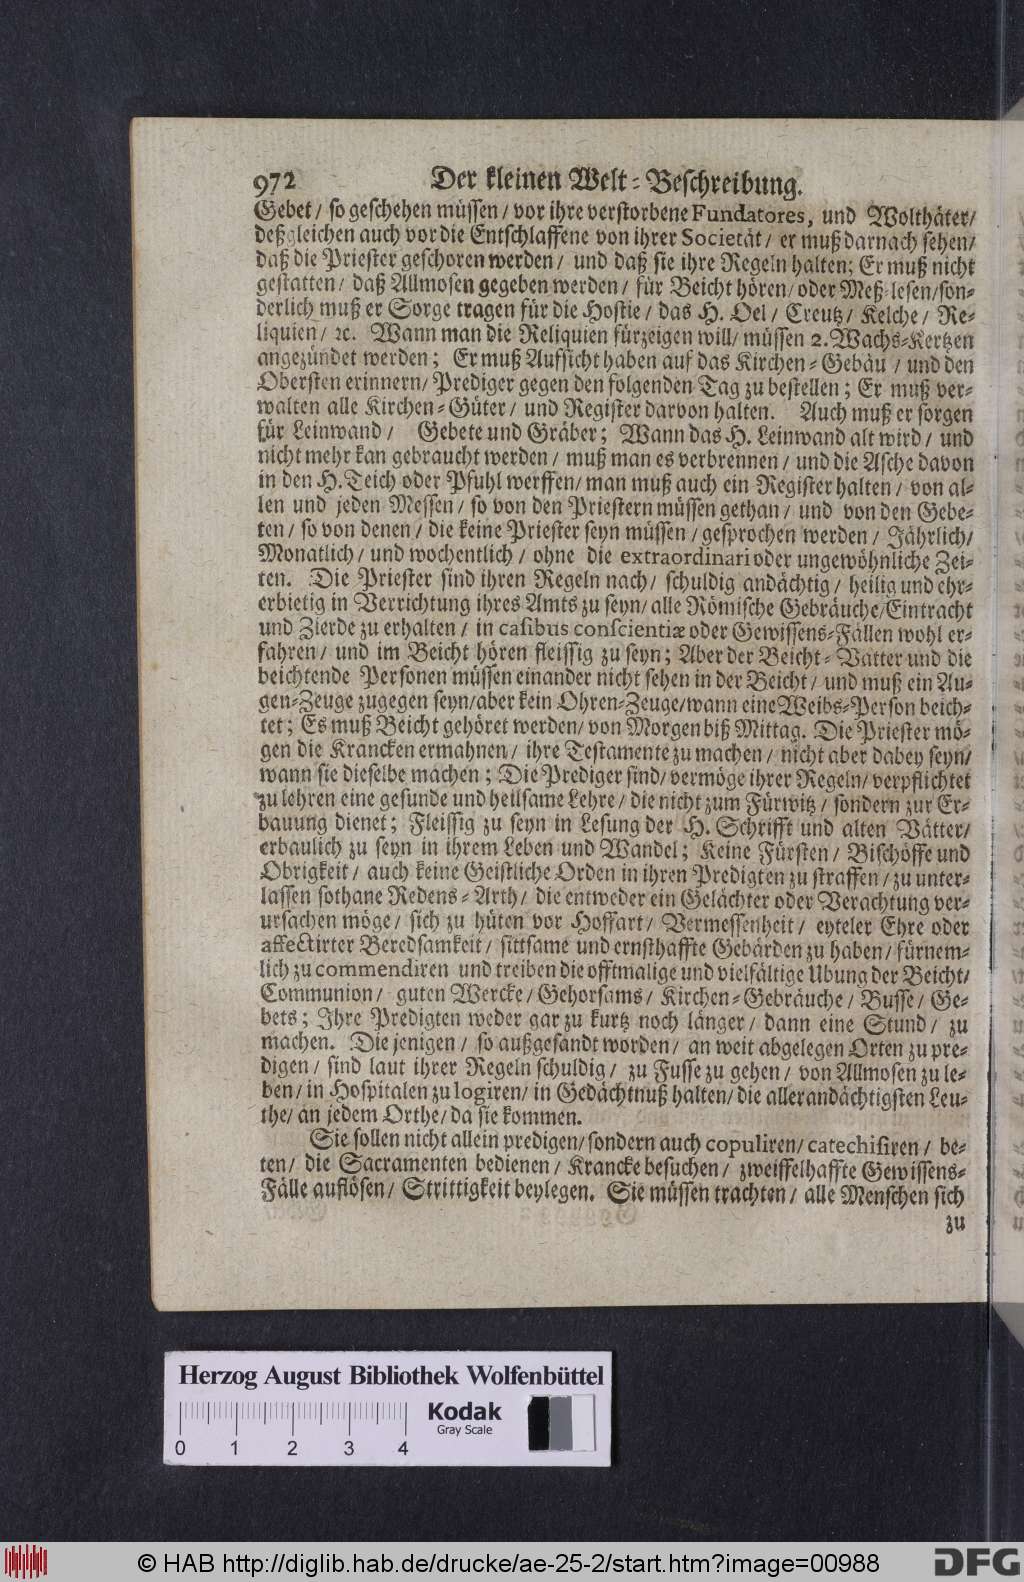 972 Der kleinen Welt-Beschreibung.
Gebet/ so geschehen müssen/ vor ihre verstorbene Fundatores, und Wolthäter/
deßgleichen auch vor die Entschlaffene von ihrer Societät/ er muß darnach sehen/
daß die Priester geschoren werden/ und daß sie ihre Regeln halten; Er muß nicht
gestatten/ daß Allmosen gegeben werden/ für Beicht hören/ oder Meß-lesen/ son-
derlich muß er Sorge tragen für die Hostie/ das H. Oel/ Creutz/ Kelche/ Re-
liquien/ ꝛc. Wann man die Reliquien fürzeigen will/ müssen 2. Wachs-Kertzen
angezündet werden; Er muß Aufsicht haben auf das Kirchen-Gebäu/ und den
Obersten erinnern/ Prediger gegen den folgenden Tag zu bestellen; Er muß ver-
walten alle Kirchen-Güter/ und Register darvon halten. Auch muß er sorgen
für Leinwand/ Gebete und Gräber; Wann das H. Leinwand alt wird/ und
nicht mehr kan gebraucht werden/ muß man es verbrennen/ und die Asche davon
in den H. Teich oder Pfuhl werffen/ man muß auch ein Register halten/ von al-
len und jeden Messen/ so von den Priestern müssen gethan/ und von den Gebe-
ten/ so von denen/ die keine Priester seyn müssen/ gesprochen werden/ Jährlich/
Monatlich/ und wochentlich/ ohne die extraordinari oder ungewöhnliche Zei-
ten. Die Priester sind ihren Regeln nach/ schuldig andächtig/ heilig und ehr-
erbietig in Verrichtung ihres Amts zu seyn/ alle Römische Gebräuche/ Eintracht
und Zierde zu erhalten/ in casibus conscientiæ oder Gewissens-Fällen wohl er-
fahren/ und im Beicht hören fleissig zu seyn; Aber der Beicht-Vatter und die
beichtende Personen müssen einander nicht sehen in der Beicht/ und muß ein Au-
gen-Zeuge zugegen seyn/ aber kein Ohren-Zeuge/ wann eine Weibs-Person beich-
tet; Es muß Beicht gehöret werden/ von Morgen biß Mittag. Die Priester mö-
gen die Krancken ermahnen/ ihre Testamente zu machen/ nicht aber dabey seyn/
wann sie dieselbe machen; Die Prediger sind/ vermöge ihrer Regeln/ verpflichtet
zu lehren eine gesunde und heilsame Lehre/ die nicht zum Fürwitz/ sondern zur Er-
bauung dienet; Fleissig zu seyn in Lesung der H. Schrifft und alten Vätter/
erbaulich zu seyn in ihrem Leben und Wandel; Keine Fürsten/ Bischöffe und
Obrigkeit/ auch keine Geistliche Orden in ihren Predigten zu straffen/ zu unter-
lassen sothane Redens-Arth/ die entweder ein Gelächter oder Verachtung ver-
ursachen möge/ sich zu hüten vor Hoffart/ Vermessenheit/ eyteler Ehre oder
affectirter Beredsamkeit/ sittsame und ernsthaffte Gebärden zu haben/ fürnem-
lich zu commendiren und treiben die offtmalige und vielfältige Ubung der Beicht/
Communion/ guten Wercke/ Gehorsams/ Kirchen-Gebräuche/ Busse/ Ge-
bets; Ihre Predigten weder gar zu kurtz noch länger/ dann eine Stund/ zu
machen. Die jenigen/ so außgesandt worden/ an weit abgelegen Orten zu pre-
digen/ sind laut ihrer Regeln schuldig/ zu Fusse zu gehen/ von Allmosen zu le-
ben/ in Hospitalen zu logiren/ in Gedächtnuß halten/ die allerandächtigsten Leu-
the/ an jedem Orthe/ da sie kommen.
Sie sollen nicht allein predigen/ sondern auch copuliren/ catechisiren/ be-
ten/ die Sacramenten bedienen/ Krancke besuchen/ zweiffelhaffte Gewissens-
Fälle auflösen/ Strittigkeit beylegen. Sie müssen trachten/ alle Menschen sich
zu
Herzog August Bibliothek Wolfenbüttel
Kodak
Gray Scale
0 1 2 3 4
© HAB http://diglib.hab.de/drucke/ae-25-2/start.htm?image=00988
DFG